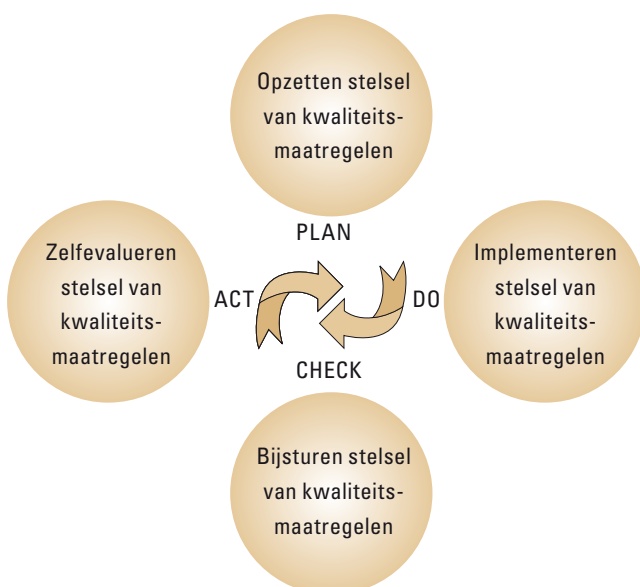 Opzetten stelsel
van kwaliteits-
maatregelen
PLAN
Zelfevalueren
stelsel van
kwaliteits-
maatregelen
ACT
DO
Implementeren
stelsel van
kwaliteits-
maatregelen
CHECK
Bijsturen stelsel
van kwaliteits-
maatregelen